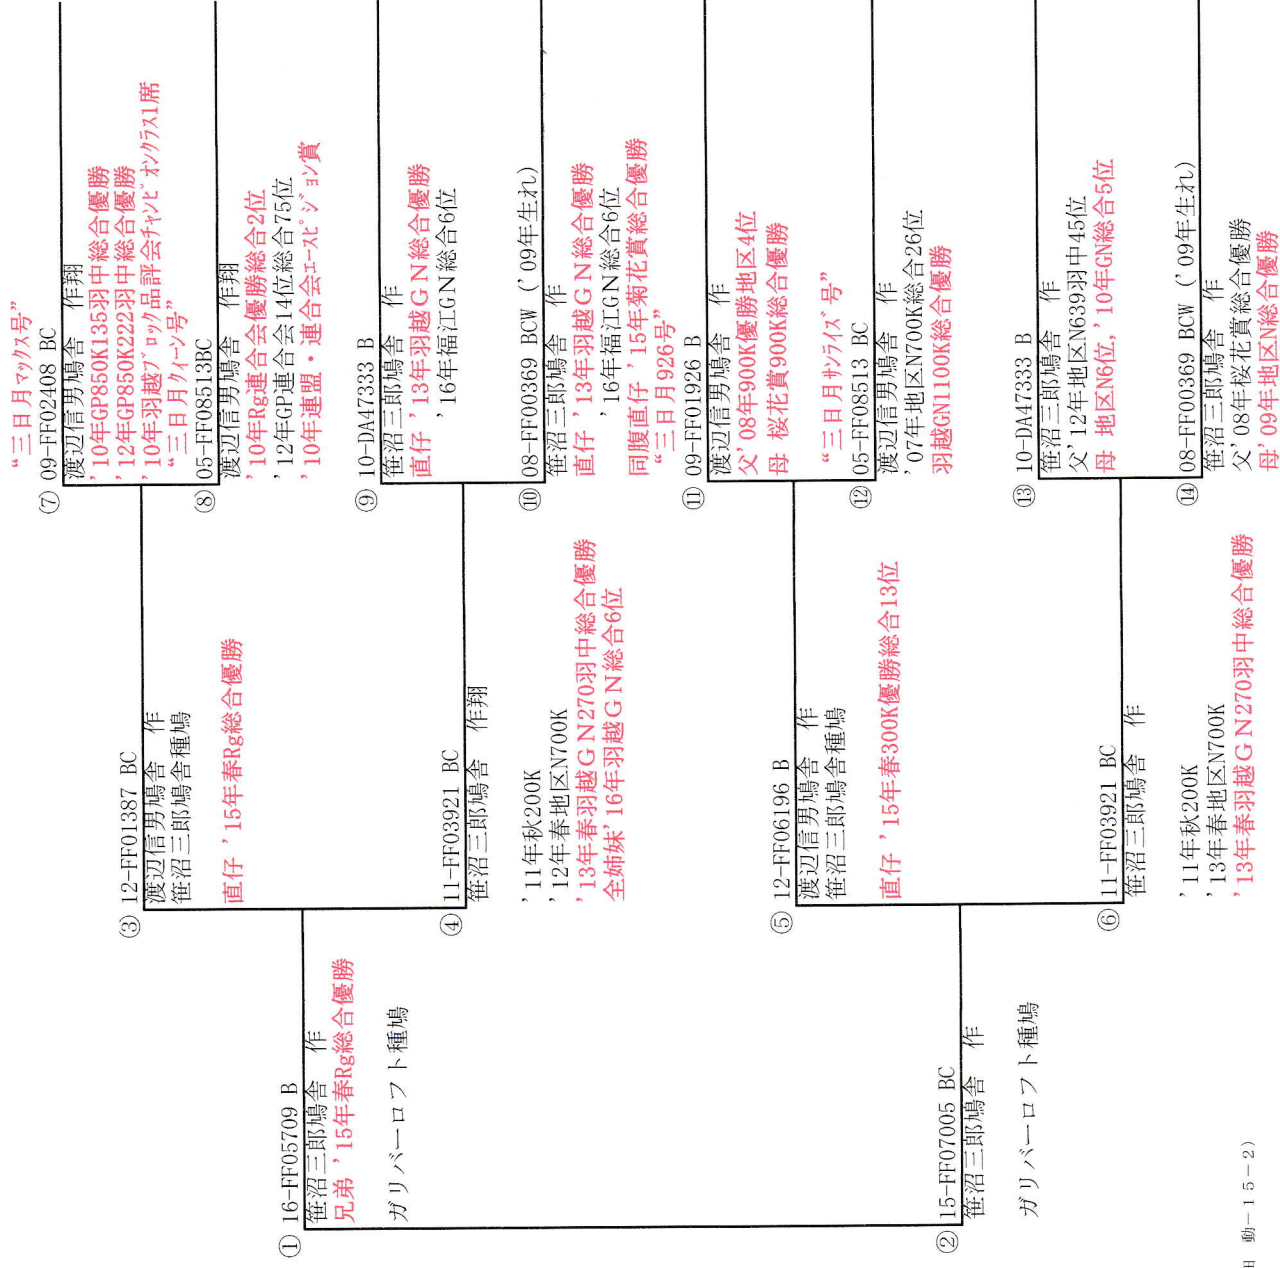 ① 16-FF05709 B
笹沼三郎鳩舎 作
兄弟 '15年春Rg総合優勝
ガリバーロフト種鳩
② 15-FF07005 BC
笹沼三郎鳩舎 作
ガリバーロフト種鳩
③ 12-FF01387 BC
渡辺信男鳩舎 作
笹沼三郎鳩舎種鳩
直仔 '15年春Rg総合優勝
④ 11-FF03921 BC
笹沼三郎鳩舎 作翔
'11年秋200K
'12年春地区N700K
'13年春羽越GN270羽中総合優勝
全姉妹'16年羽越GN総合6位
⑤ 12-FF06196 B
渡辺信男鳩舎 作
笹沼三郎鳩舎種鳩
直仔 '15年春300K優勝総合13位
⑥ 11-FF03921 BC
笹沼三郎鳩舎 作
'11年秋200K
'13年春地区N700K
'13年春羽越GN270羽中総合優勝
“三日月マックス号”
⑦ 09-FF02408 BC
渡辺信男鳩舎 作翔
'10年GP850K135羽中総合優勝
'12年GP850K222羽中総合優勝
'10年羽越ブロック品評会チャンピオンクラス1席
“三日月クィーン号”
⑧ 05-FF08513BC
渡辺信男鳩舎 作翔
'10年Rg連合会優勝総合2位
'12年GP連合会14位総合75位
'10年連盟・連合会エースピジョン賞
⑨ 10-DA47333 B
笹沼三郎鳩舎 作
直仔 '13年羽越GN総合優勝
'16年福江GN総合6位
⑩ 08-FF00369 BCW ('09年生れ)
笹沼三郎鳩舎 作
直仔 '13年羽越GN総合優勝
'16年福江GN総合6位
同腹直仔 '15年菊花賞総合優勝
“三日月926号”
⑪ 09-FF01926 B
渡辺信男鳩舎 作
父'08年900K優勝地区4位
母 桜花賞900K総合優勝
“三日月サンライズ号”
⑫ 05-FF08513 BC
渡辺信男鳩舎 作
'07年地区N700K総合26位
羽越GN1100K総合優勝
⑬ 10-DA47333 B
笹沼三郎鳩舎 作
父'12年地区N639羽中45位
母 地区N6位,'10年GN総合5位
⑭ 08-FF00369 BCW ('09年生れ)
笹沼三郎鳩舎 作
父'08年桜花賞総合優勝
母'09年地区N総合優勝
日 動－15－2)